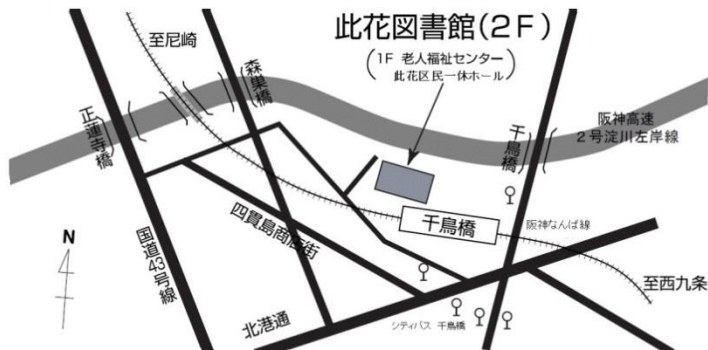 此花図書館(2F)
(1F 老人福祉センター
此花区民一休ホール)
至尼崎
森巣橋
正蓮寺橋
千鳥橋
阪神高速
2号淀川左岸線
四貫島商店街
千鳥橋
阪神なんば線
N
国道43号線
至西九条
北港通
シティバス 千鳥橋